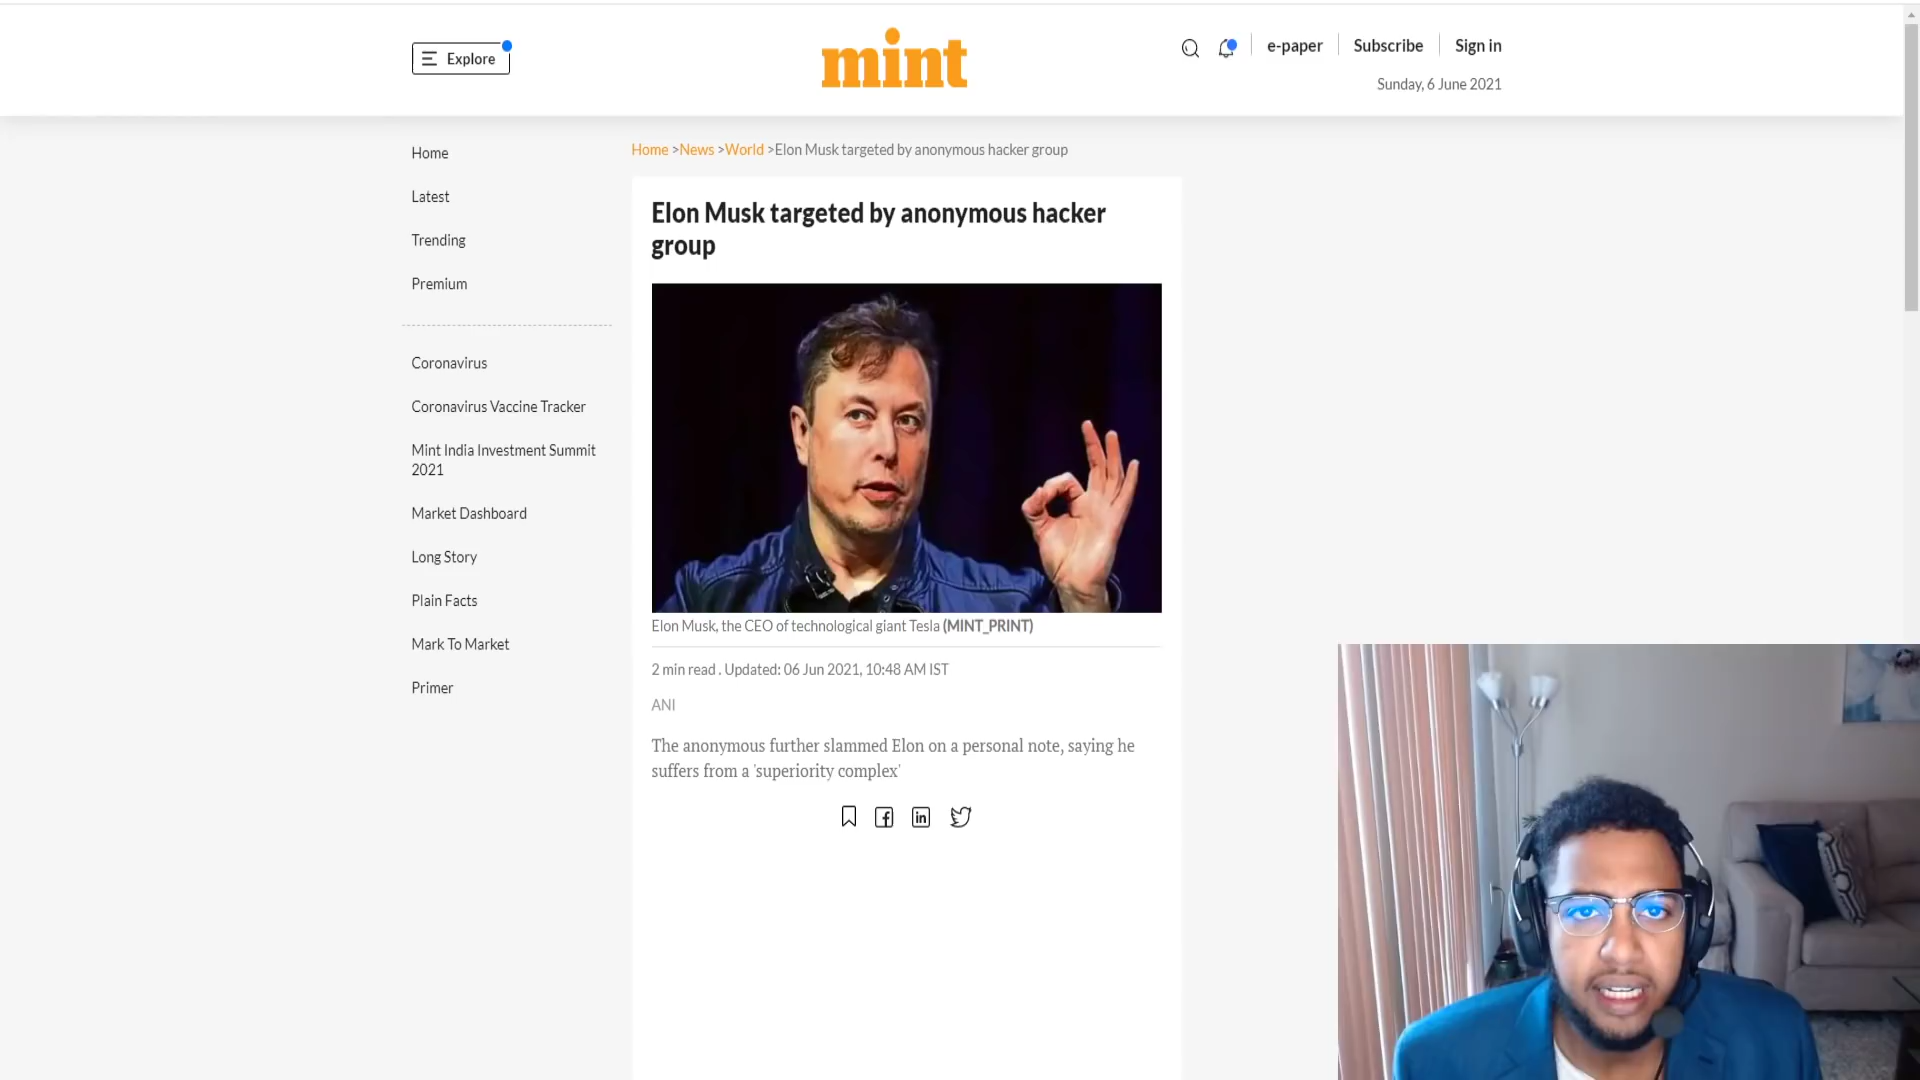 Explore
mint
e-paper
Subscribe
Sign in
Sunday, 6 June 2021
Home
Latest
Trending
Premium
Coronavirus
Coronavirus Vaccine Tracker
Mint India Investment Summit
2021
Market Dashboard
Long Story
Plain Facts
Mark To Market
Primer
Home >News >World >Elon Musk targeted by anonymous hacker group
Elon Musk targeted by anonymous hacker
group
Elon Musk, the CEO of technological giant Tesla (MINT_PRINT)
2 min read . Updated: 06 Jun 2021, 10:48 AM IST
ANI
The anonymous further slammed Elon on a personal note, saying he
suffers from a 'superiority complex'